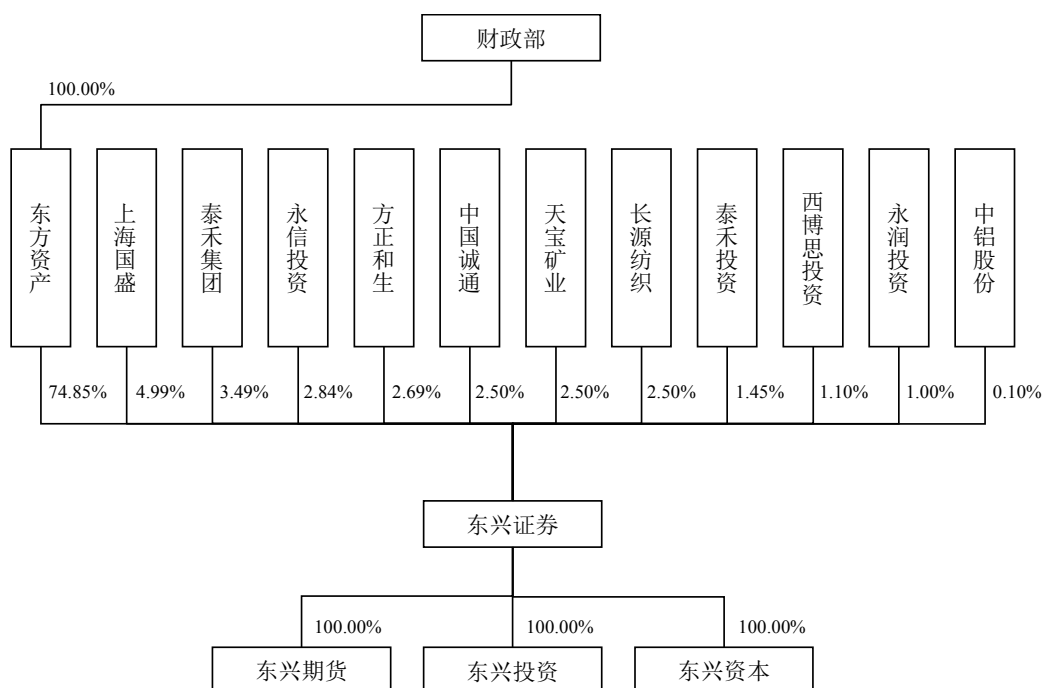 财政部
100.00%
东方资产
上海国盛
泰禾集团
永信投资
方正和生
中国诚通
天宝矿业
长源纺织
泰禾投资
西博思投资
永润投资
中铝股份
74.85%
4.99%
3.49%
2.84%
2.69%
2.50%
2.50%
2.50%
1.45%
1.10%
1.00%
0.10%
东兴证券
100.00%
100.00%
100.00%
东兴期货
东兴投资
东兴资本